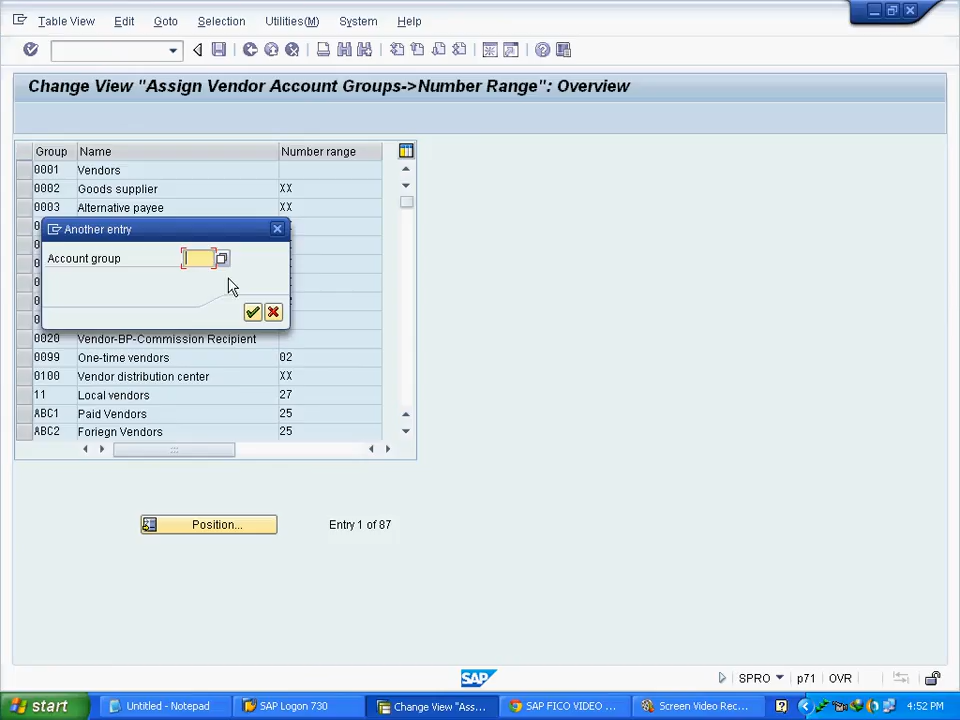 Table View Edit Goto Selection Utilities(M) System Help
Change View "Assign Vendor Account Groups->Number Range": Overview
Group Name Number range
0001 Vendors
0002 Goods supplier XX
0003 Alternative payee XX
Another entry
Account group
0020 Vendor-BP-Commission Recipient
0099 One-time vendors 02
0100 Vendor distribution center XX
11 Local vendors 27
ABC1 Paid Vendors 25
ABC2 Foriegn Vendors 25
Position... Entry 1 of 87
SAP SPRO p71 OVR
start Untitled - Notepad SAP Logon 730 Change View "Ass... SAP FICO VIDEO ... Screen Video Rec... 4:52 PM